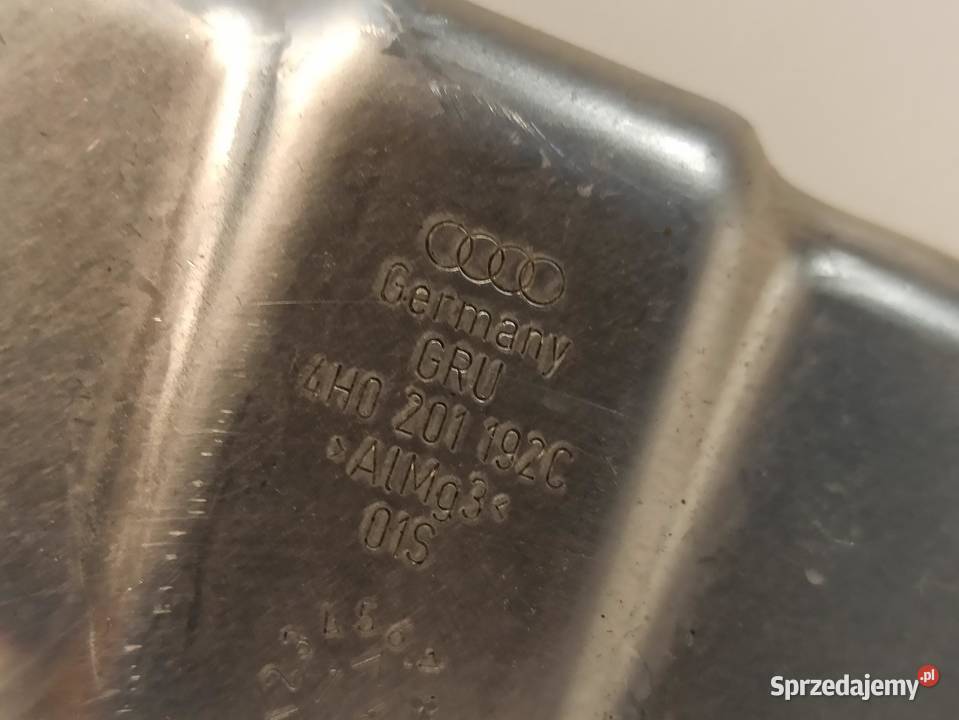 Germany
GRU
4H0 201 192C
>AlMg3<
01S
Sprzedajemy.pl